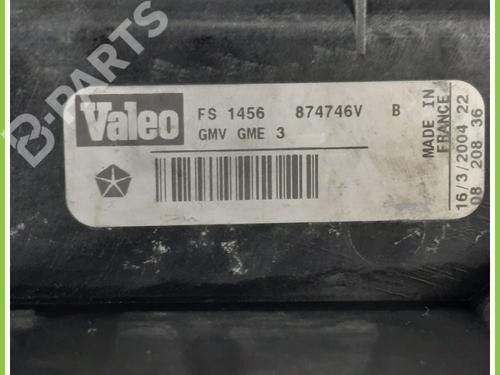 B-PARTS
Valeo FS 1456 874746V B
GMV GME 3
MADE IN
FRANCE
16/3/2004 22
08 208 36